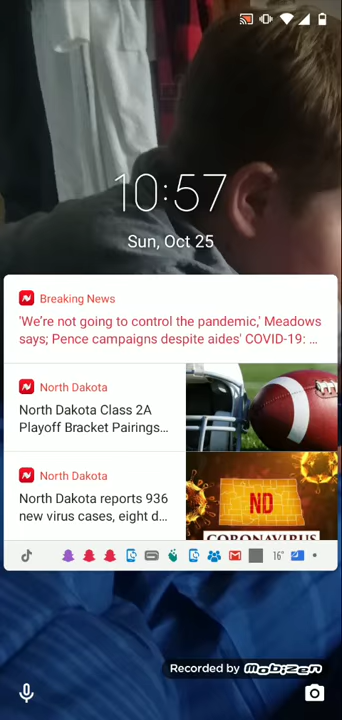 10:57
Sun, Oct 25
Breaking News
'We're not going to control the pandemic,' Meadows
says; Pence campaigns despite aides' COVID-19: ...
North Dakota
North Dakota Class 2A
Playoff Bracket Pairings...
North Dakota
North Dakota reports 936
new virus cases, eight d...
ND
CORONAVIRUS
16°
Recorded by MOBIZEN